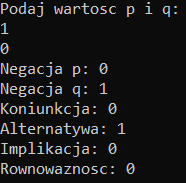 Podaj wartosc p i q:
1
0
Negacja p: 0
Negacja q: 1
Koniunkcja: 0
Alternatywa: 1
Implikacja: 0
Rownowaznosc: 0